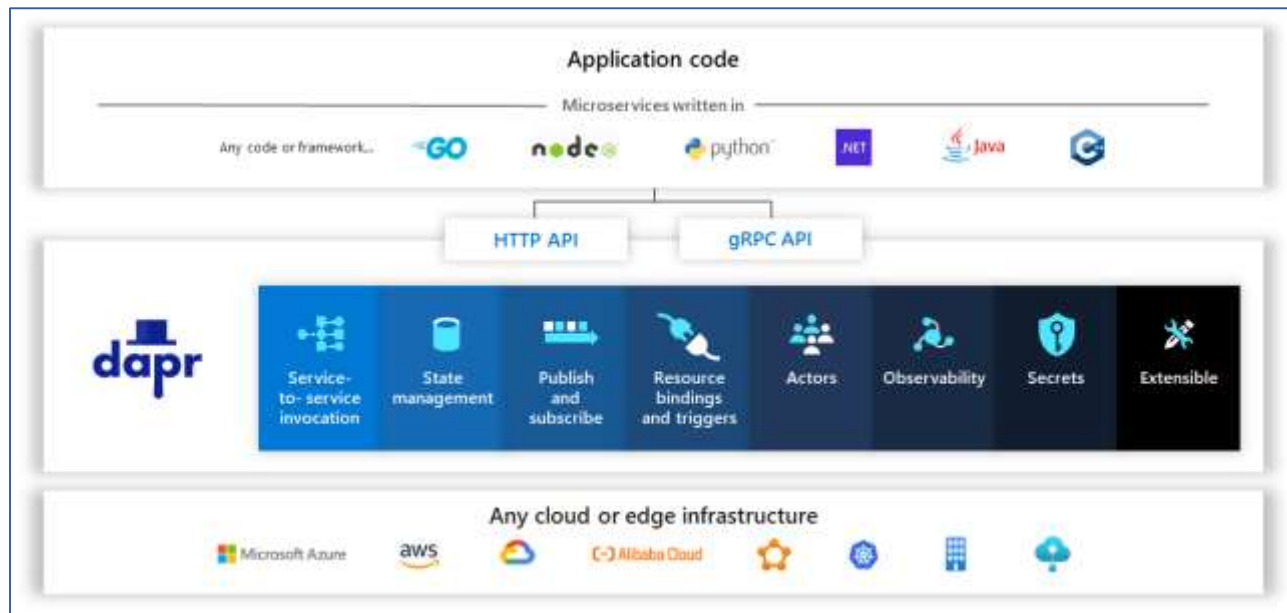 Application code
Microservices written in
Any code or framework... GO node python .NET Java C++
HTTP API gRPC API
dapr
Service-
to- service
invocation
State
management
Publish
and
subscribe
Resource
bindings
and triggers
Actors
Observability
Secrets
Extensible
Any cloud or edge infrastructure
Microsoft Azure aws Alibaba Cloud